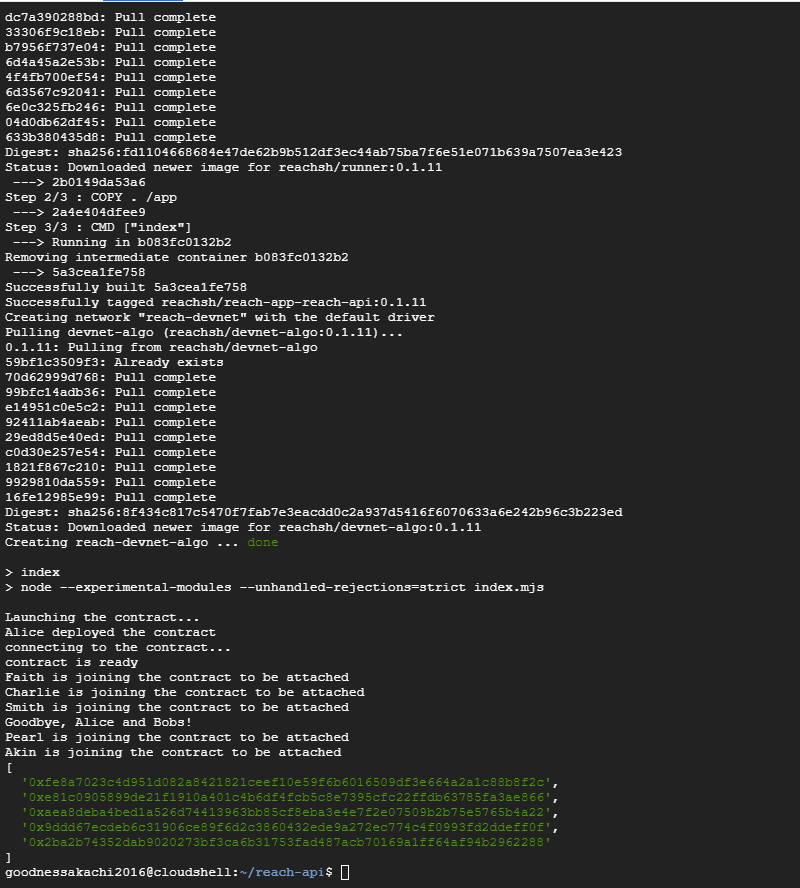 dc7a390288bd: Pull complete
33306f9c18eb: Pull complete
b7956f737e04: Pull complete
6d4a45a2e53b: Pull complete
4f4fb700ef54: Pull complete
6d3567c92041: Pull complete
6e0c325fb246: Pull complete
04d0db62df45: Pull complete
633b380435d8: Pull complete
Digest: sha256:fd1104668684e47de62b9b512df3ec44ab75ba7f6e51e071b639a7507ea3e423
Status: Downloaded newer image for reachsh/runner:0.1.11
 ---> 2b0149da53a6
Step 2/3 : COPY . /app
 ---> 2a4e404dfee9
Step 3/3 : CMD ["index"]
 ---> Running in b083fc0132b2
Removing intermediate container b083fc0132b2
 ---> 5a3cea1fe758
Successfully built 5a3cea1fe758
Successfully tagged reachsh/reach-app-reach-api:0.1.11
Creating network "reach-devnet" with the default driver
Pulling devnet-algo (reachsh/devnet-algo:0.1.11)...
0.1.11: Pulling from reachsh/devnet-algo
59bf1c3509f3: Already exists
70d62999d768: Pull complete
99bfc14adb36: Pull complete
e14951c0e5c2: Pull complete
92411ab4aeab: Pull complete
29ed8d5e40ed: Pull complete
c0d30e257e54: Pull complete
1821f867c210: Pull complete
9929810da559: Pull complete
16fe12985e99: Pull complete
Digest: sha256:8f434c817c5470f7fab7e3eacdd0c2a937d5416f6070633a6e242b96c3b223ed
Status: Downloaded newer image for reachsh/devnet-algo:0.1.11
Creating reach-devnet-algo ... done
> index
> node --experimental-modules --unhandled-rejections=strict index.mjs
Launching the contract...
Alice deployed the contract
connecting to the contract...
contract is ready
Faith is joining the contract to be attached
Charlie is joining the contract to be attached
Smith is joining the contract to be attached
Goodbye, Alice and Bobs!
Pearl is joining the contract to be attached
Akin is joining the contract to be attached
[
  '0xfe8a7023c4d951d082a8421821ceef10e59f6b6016509df3e664a2a1c88b8f2c',
  '0xe81c0905899de21f1910a401c4b6df4fcb5c8e7395cfc22ffdb63785fa3ae866',
  '0xaea8deba4bed1a526d74413963bb85cf8eba3e4e7f2e07509b2b75e5765b4a22',
  '0x9ddd67ecdeb6c31906ce89f6d2c3860432ede9a272ec774c4f0993fd2ddeff0f',
  '0x2ba2b74352dab9020273bf3ca6b31753fad487acb70169a1ff64af94b2962288'
]
goodnessakachi2016@cloudshell:~/reach-api$